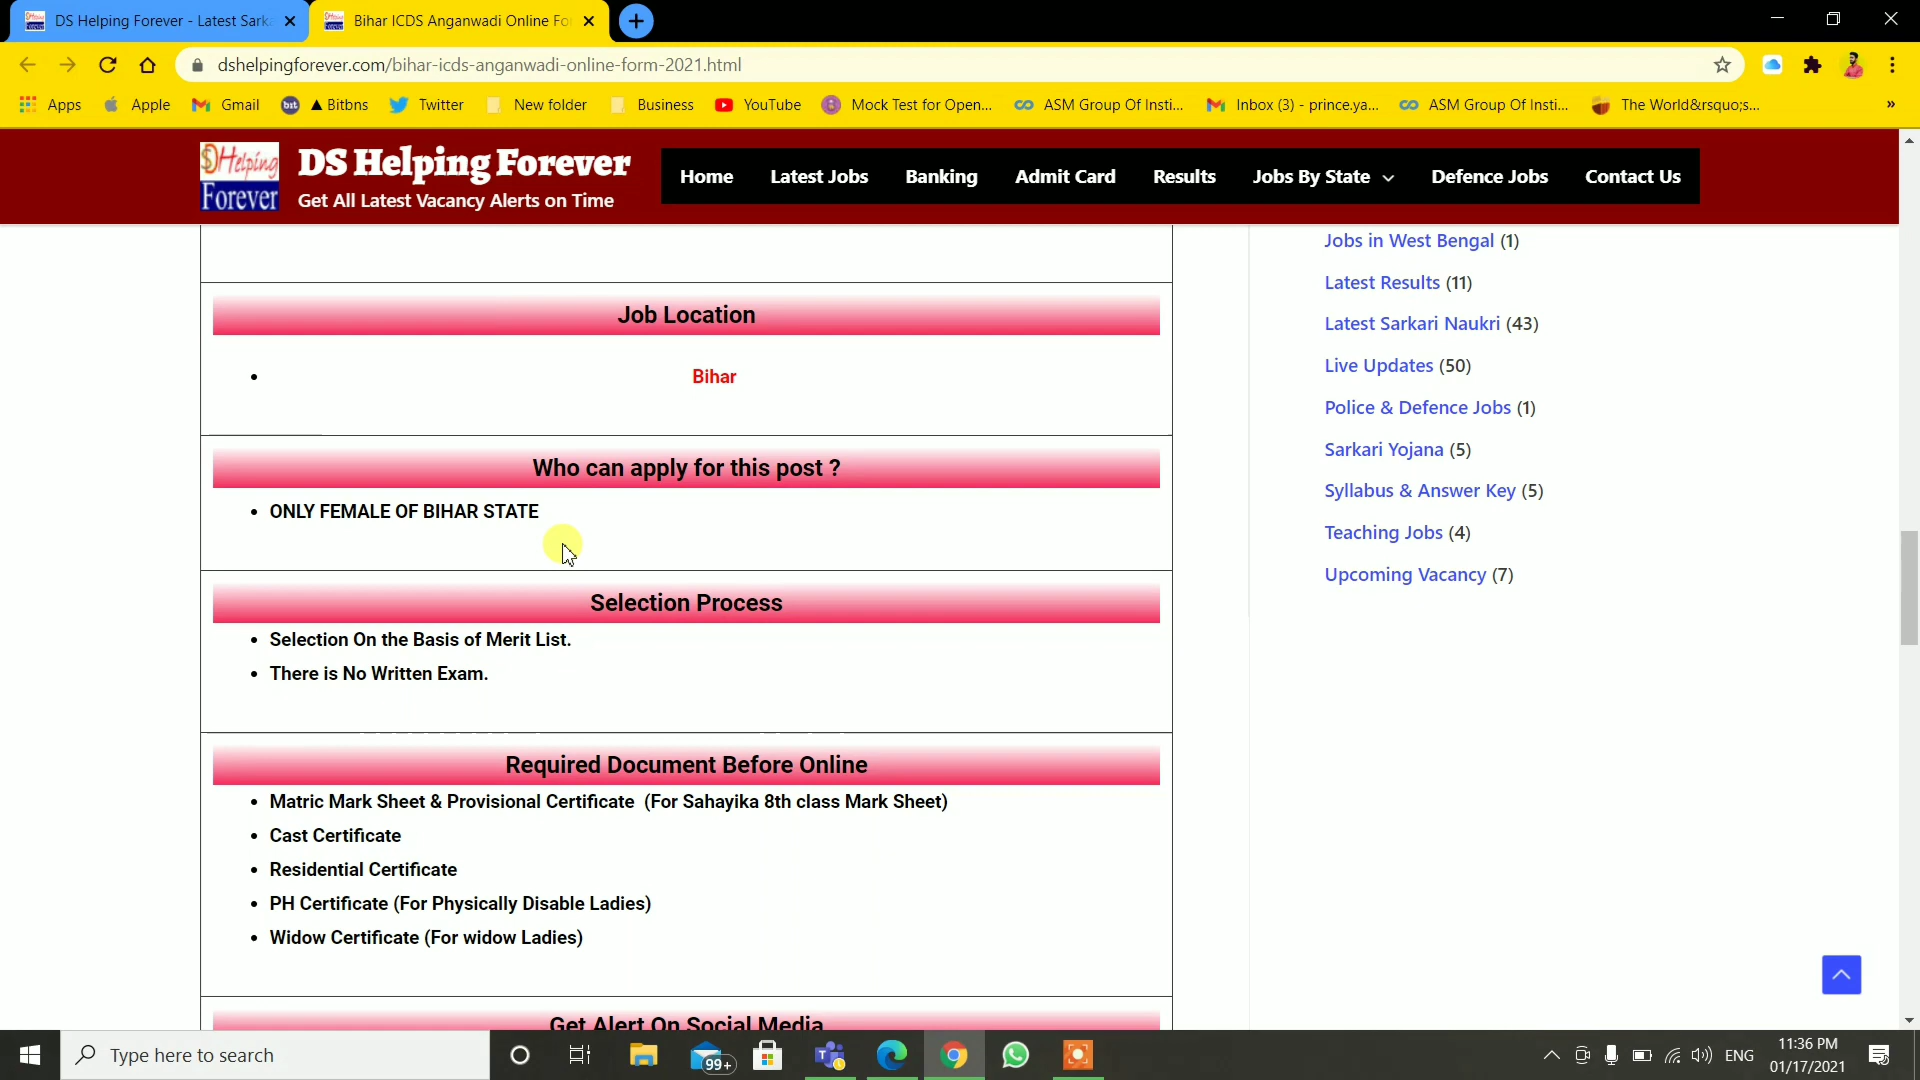 DS Helping Forever - Latest Sark
Bihar ICDS Anganwadi Online Fo
dshelpingforever.com/bihar-icds-anganwadi-online-form-2021.html
Apps
Apple
Gmail
▲ Bitbns
Twitter
New folder
Business
YouTube
Mock Test for Open...
ASM Group Of Insti...
Inbox (3) - prince.ya...
ASM Group Of Insti...
The World&rsquo;s...
»
DHelping
Forever
DS Helping Forever
Get All Latest Vacancy Alerts on Time
Home
Latest Jobs
Banking
Admit Card
Results
Jobs By State
Defence Jobs
Contact Us
Job Location
• Bihar
Who can apply for this post ?
• ONLY FEMALE OF BIHAR STATE
Selection Process
• Selection On the Basis of Merit List.
• There is No Written Exam.
Required Document Before Online
• Matric Mark Sheet & Provisional Certificate (For Sahayika 8th class Mark Sheet)
• Cast Certificate
• Residential Certificate
• PH Certificate (For Physically Disable Ladies)
• Widow Certificate (For widow Ladies)
Get Alert On Social Media
Jobs in West Bengal (1)
Latest Results (11)
Latest Sarkari Naukri (43)
Live Updates (50)
Police & Defence Jobs (1)
Sarkari Yojana (5)
Syllabus & Answer Key (5)
Teaching Jobs (4)
Upcoming Vacancy (7)
Type here to search
99+
ENG
11:36 PM
01/17/2021